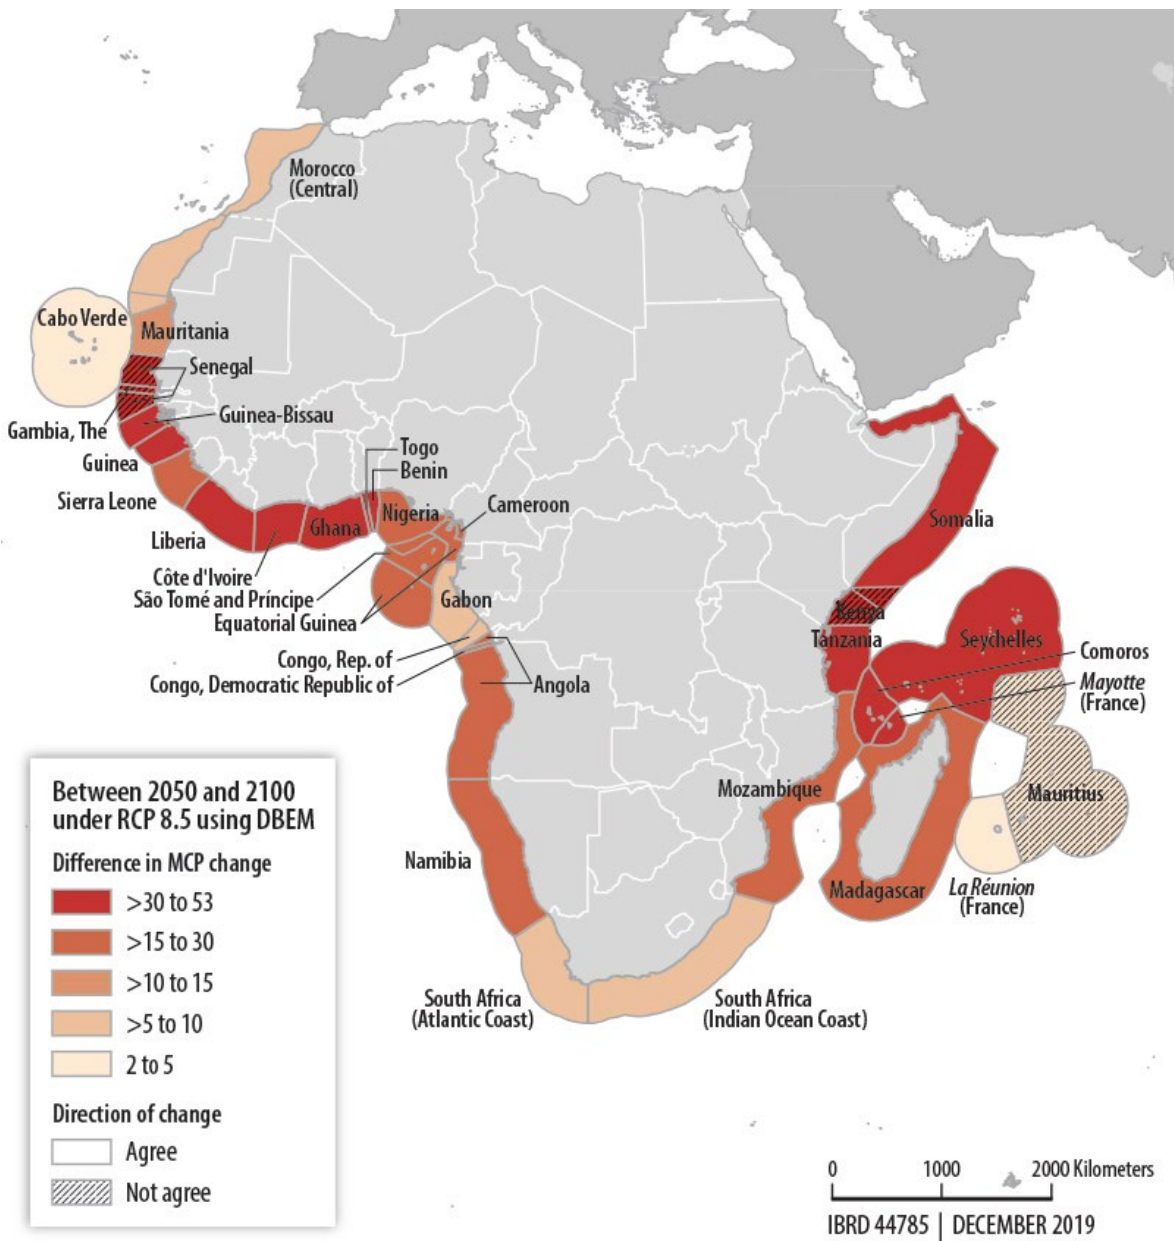 Morocco
(Central)
Cabo Verde
Mauritania
Senegal
Gambia, The
Guinea-Bissau
Guinea
Togo
Benin
Sierra Leone
Cameroon
Nigeria
Ghana
Somalia
Liberia
Côte d'Ivoire
São Tomé and Príncipe
Gabon
Kenya
Equatorial Guinea
Tanzania
Seychelles
Comoros
Congo, Rep. of
Mayotte
(France)
Congo, Democratic Republic of
Angola
Mozambique
Mauritius
Namibia
Madagascar
La Réunion
(France)
South Africa
(Atlantic Coast)
South Africa
(Indian Ocean Coast)
Between 2050 and 2100
under RCP 8.5 using DBEM
Difference in MCP change
>30 to 53
>15 to 30
>10 to 15
>5 to 10
2 to 5
Direction of change
Agree
Not agree
0 1000 2000 Kilometers
IBRD 44785 | DECEMBER 2019